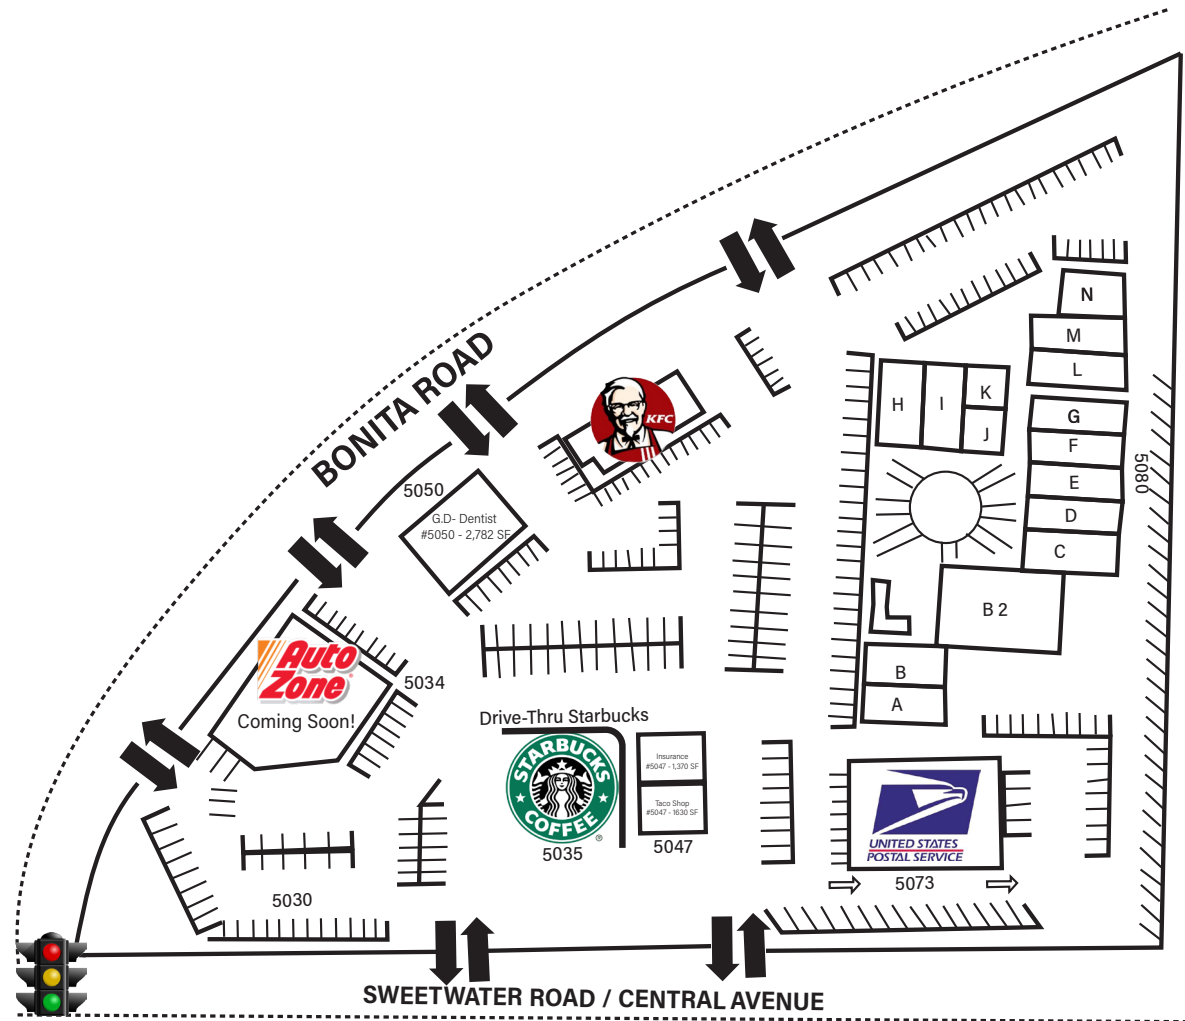 BONITA ROAD
N
M
L
H
I
K
J
G
F
E
D
C
5080
KFC
5050
G.D- Dentist
#5050 - 2,782 SF
B 2
B
A
Auto
Zone
Coming Soon!
5034
Drive-Thru Starbucks
STARBUCKS
COFFEE
®
5035
Insurance
#5047 - 1,370 SF
Taco Shop
#5047 - 1630 SF
5047
UNITED STATES
POSTAL SERVICE
5073
5030
SWEETWATER ROAD / CENTRAL AVENUE